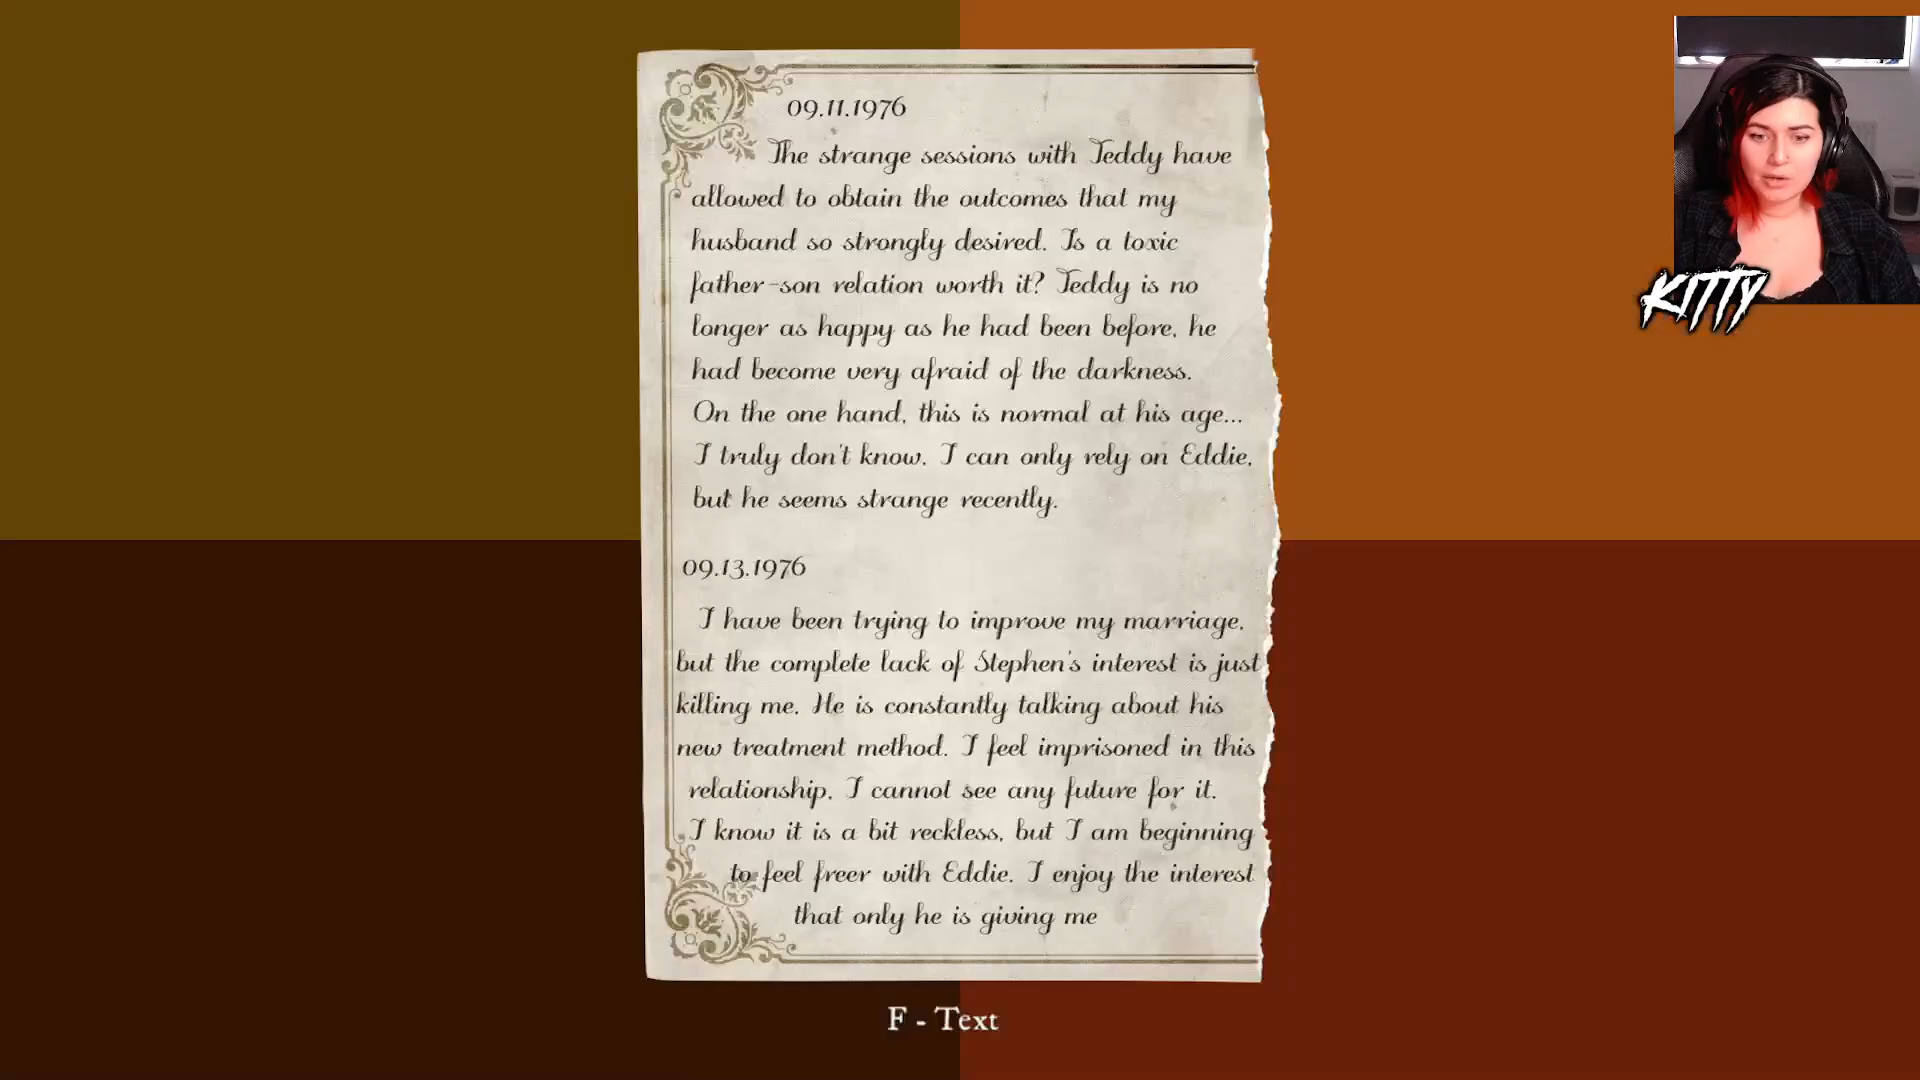 09.11.1976
The strange sessions with Teddy have
allowed to obtain the outcomes that my
husband so strongly desired. Is a toxic
father-son relation worth it? Teddy is no
longer as happy as he had been before, he
had become very afraid of the darkness.
On the one hand, this is normal at his age...
I truly don't know. I can only rely on Eddie,
but he seems strange recently.
09.13.1976
I have been trying to improve my marriage,
but the complete lack of Stephen's interest is just
killing me. He is constantly talking about his
new treatment method. I feel imprisoned in this
relationship. I cannot see any future for it.
I know it is a bit reckless, but I am beginning
to feel freer with Eddie. I enjoy the interest
that only he is giving me
F - Text
KITTY